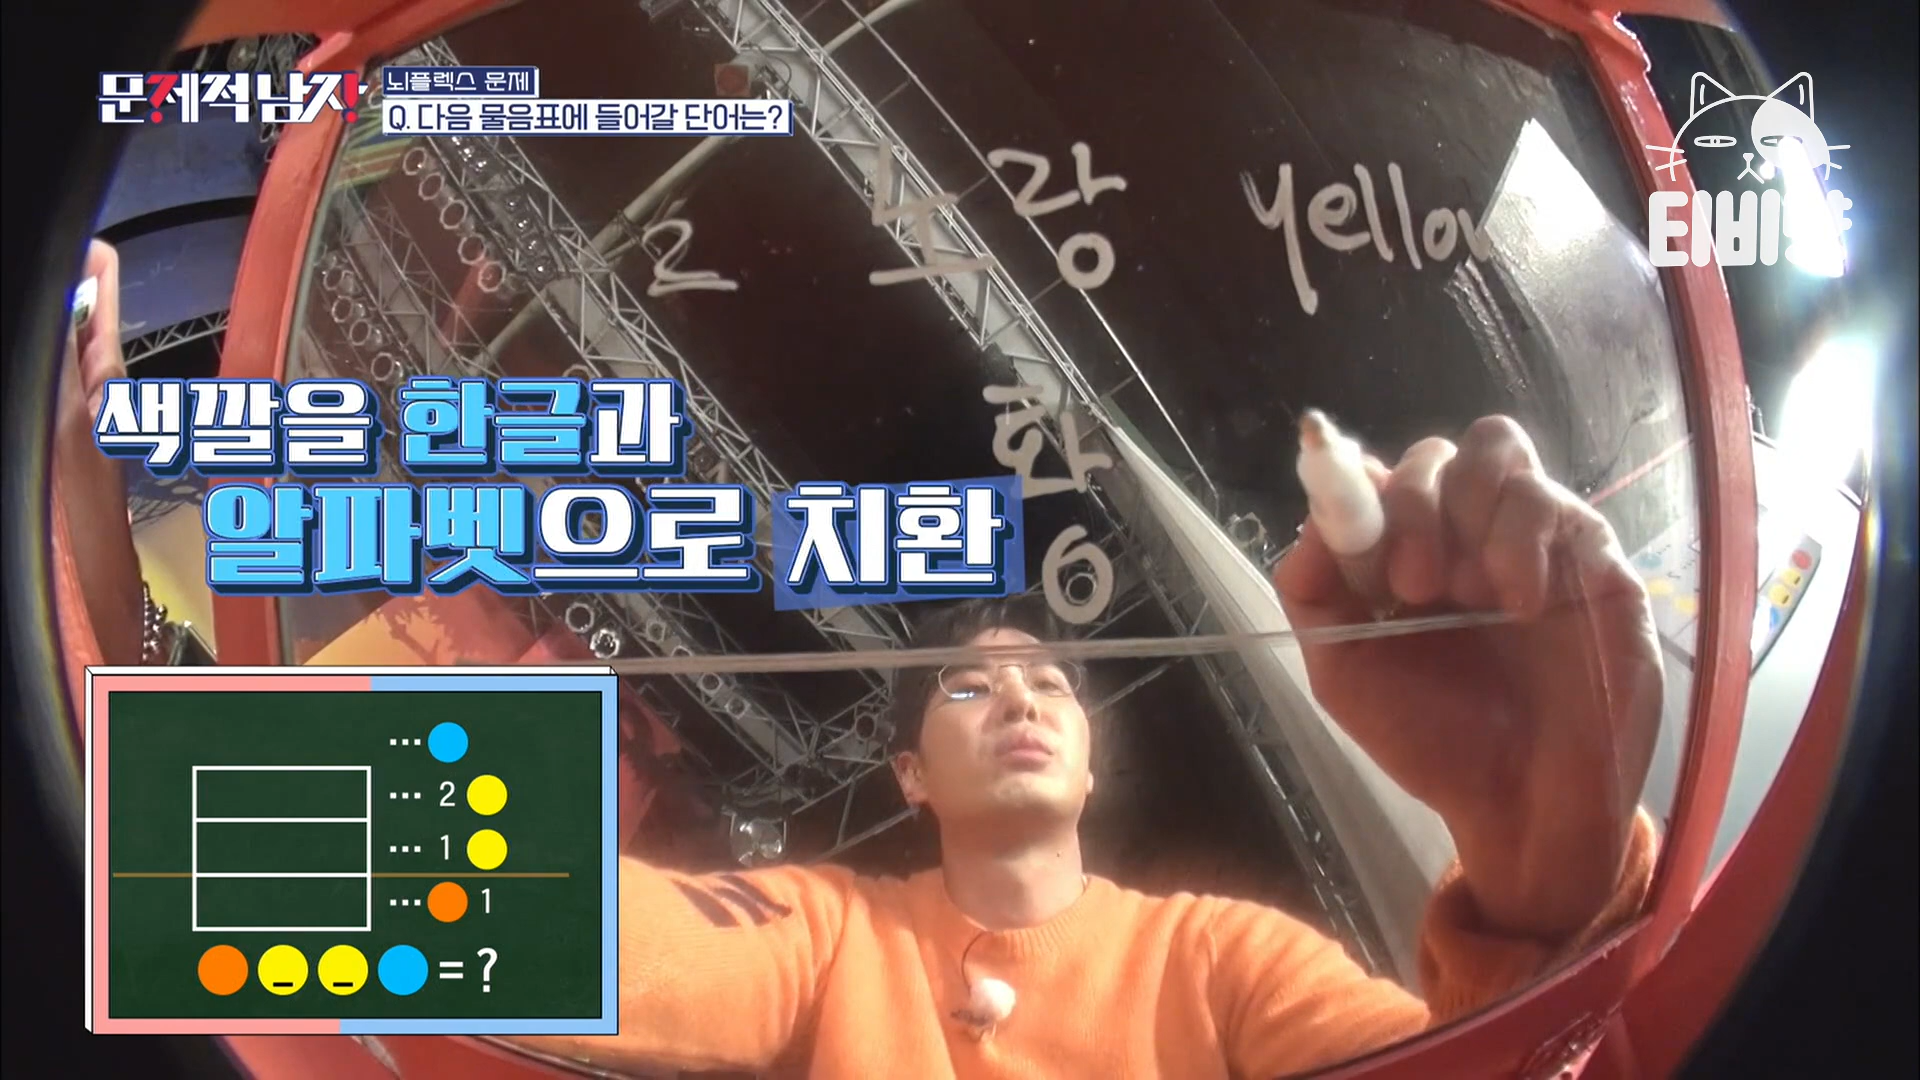 문제적남자
뇌플렉스 문제
Q. 다음 물음표에 들어갈 단어는?
티비냥
2 노랑 yellow
화
6
색깔을 한글과
알파벳으로 치환
...
... 2
... 1
... 1
= ?